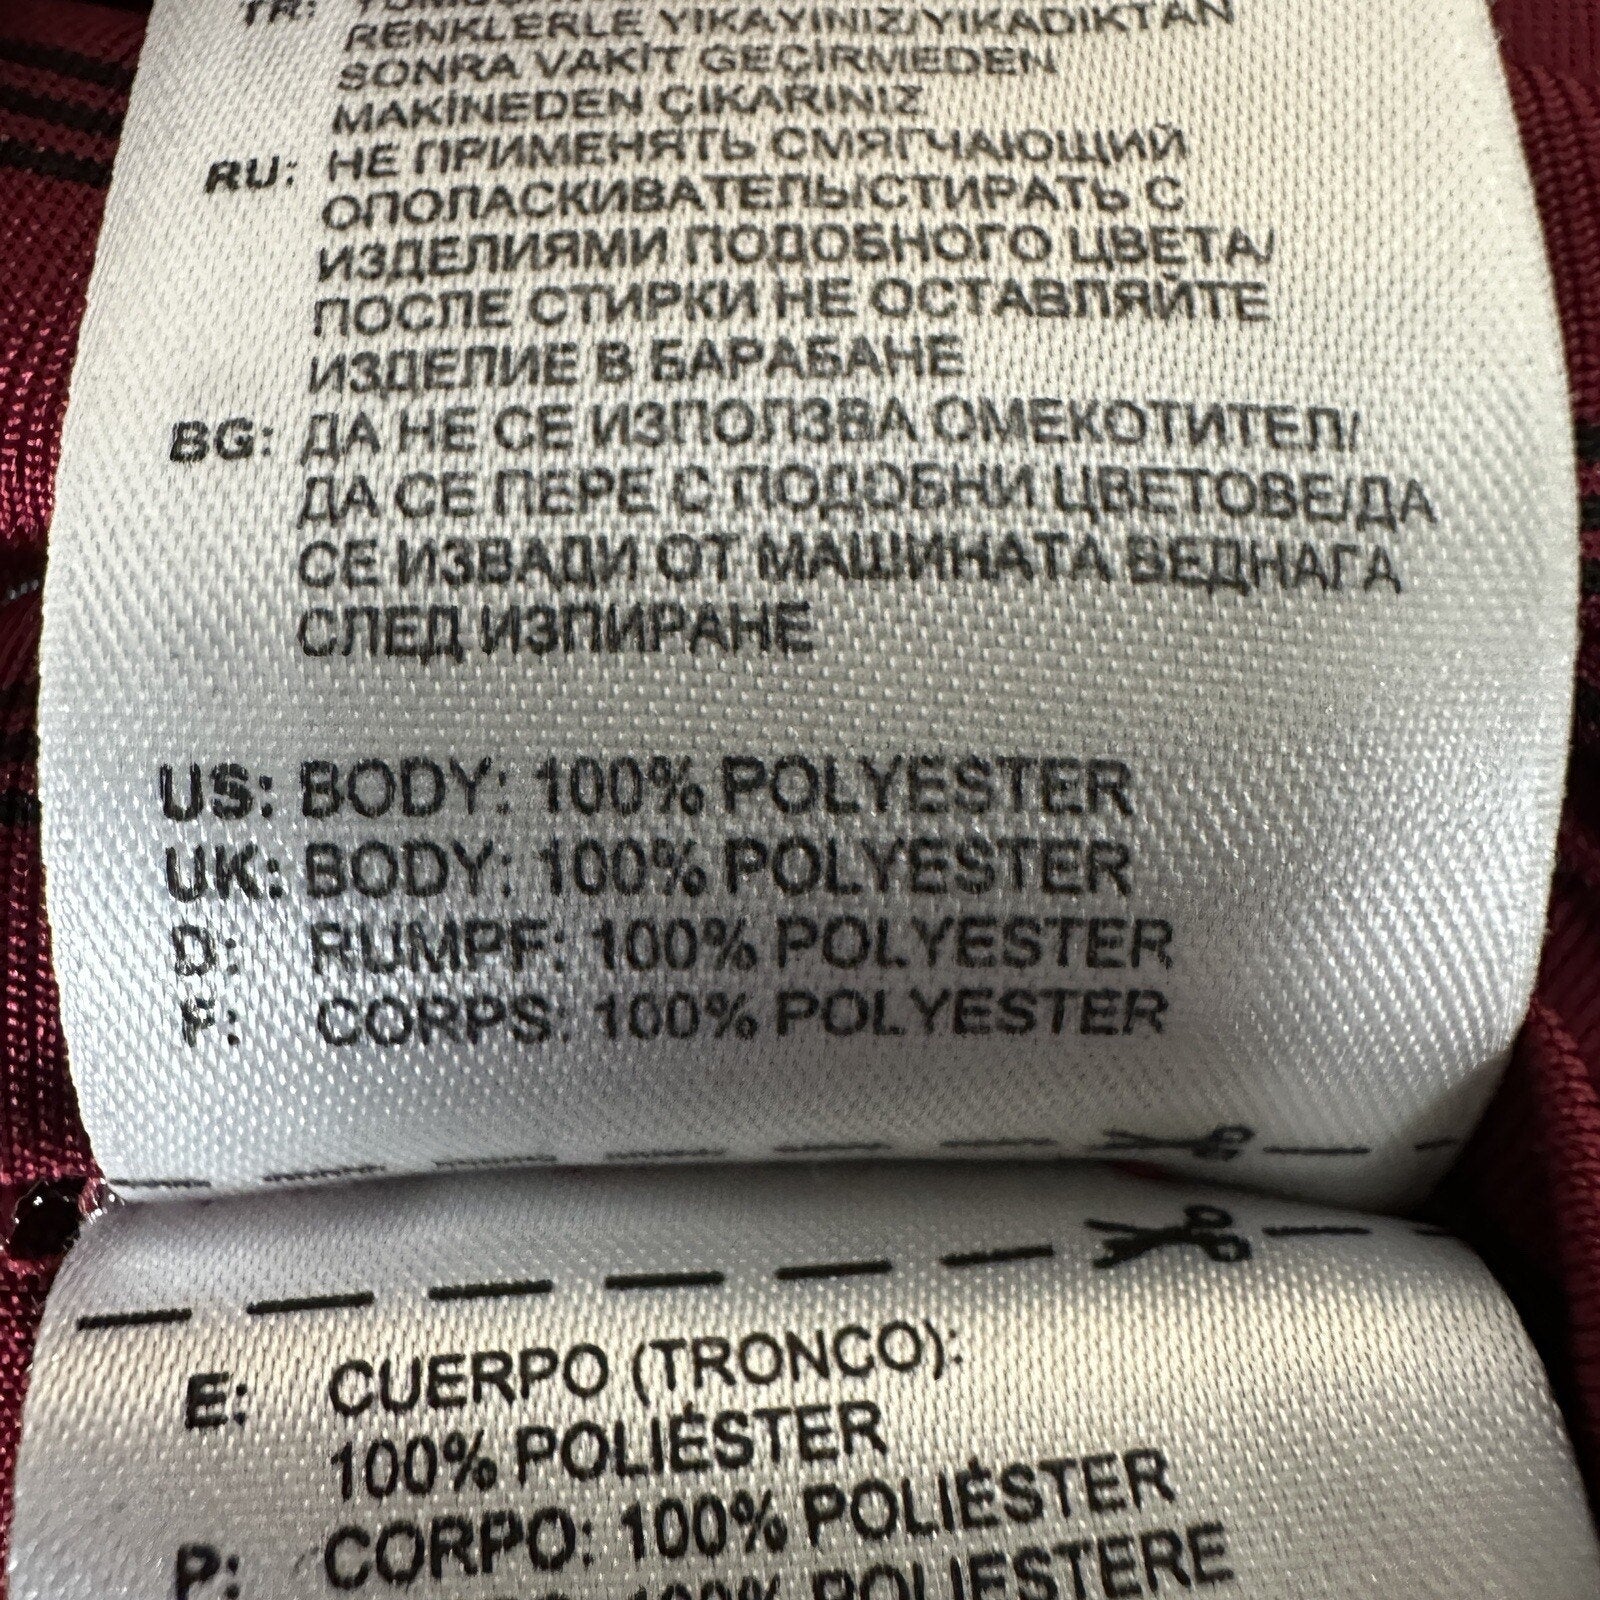 TR:
RENKLERLE YIKAYINIZ/YIKADIKTAN
SONRA VAKİT GEÇİRMEDEN
MAKİNEDEN ÇIKARINIZ
RU: НЕ ПРИМЕНЯТЬ СМЯГЧАЮЩИЙ
ОПОЛАСКИВАТЕЛЬ/СТИРАТЬ С
ИЗДЕЛИЯМИ ПОДОБНОГО ЦВЕТА/
ПОСЛЕ СТИРКИ НЕ ОСТАВЛЯЙТЕ
ИЗДЕЛИЕ В БАРАБАНЕ
BG: ДА НЕ СЕ ИЗПОЛЗВА ОМЕКОТИТЕЛ/
ДА СЕ ПЕРЕ С ПОДОБНИ ЦВЕТОВЕ/ДА
СЕ ИЗВАДИ ОТ МАШИНАТА ВЕДНАГА
СЛЕД ИЗПИРАНЕ
US: BODY: 100% POLYESTER
UK: BODY: 100% POLYESTER
D: RUMPF: 100% POLYESTER
F: CORPS: 100% POLYESTER
E: CUERPO (TRONCO):
100% POLIÉSTER
P: CORPO: 100% POLIÉSTER
100% POLIESTERE